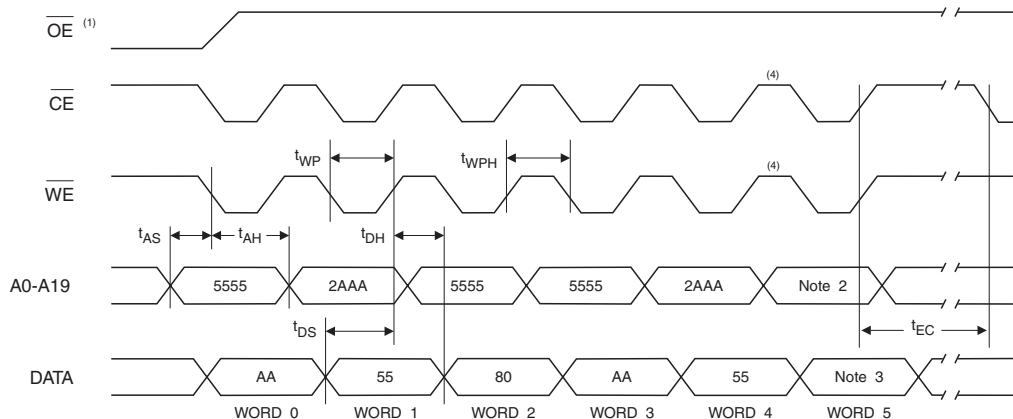 OE (1)
CE
(4)
tWP
tWPH
WE
(4)
tAS
tAH
tDH
A0-A19
5555
2AAA
5555
5555
2AAA
Note 2
tDS
tEC
DATA
AA
55
80
AA
55
Note 3
WORD 0
WORD 1
WORD 2
WORD 3
WORD 4
WORD 5